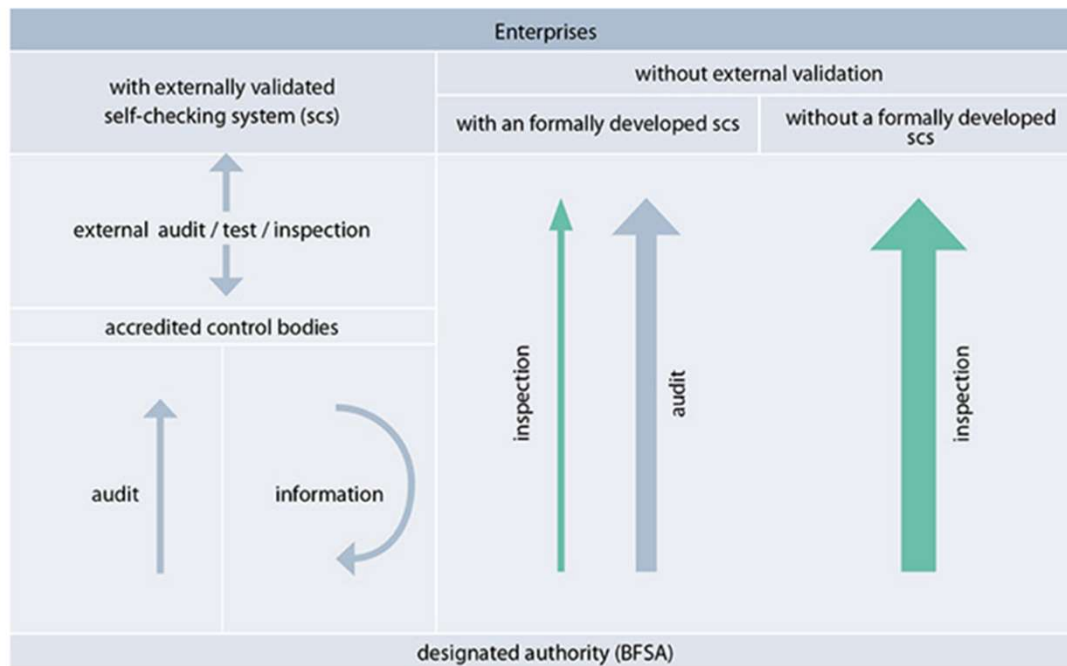 Enterprises
with externally validated
self-checking system (scs)
without external validation
with an formally developed scs
without a formally developed
scs
external audit / test / inspection
accredited control bodies
audit
information
inspection
audit
inspection
designated authority (BFSA)